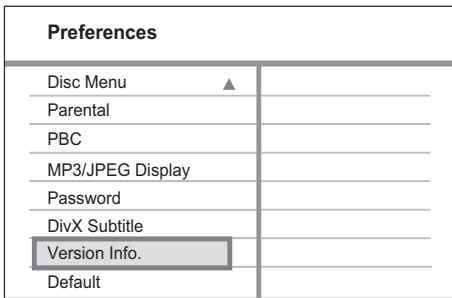 Preferences
Disc Menu
Parental
PBC
MP3/JPEG Display
Password
DivX Subtitle
Version Info.
Default